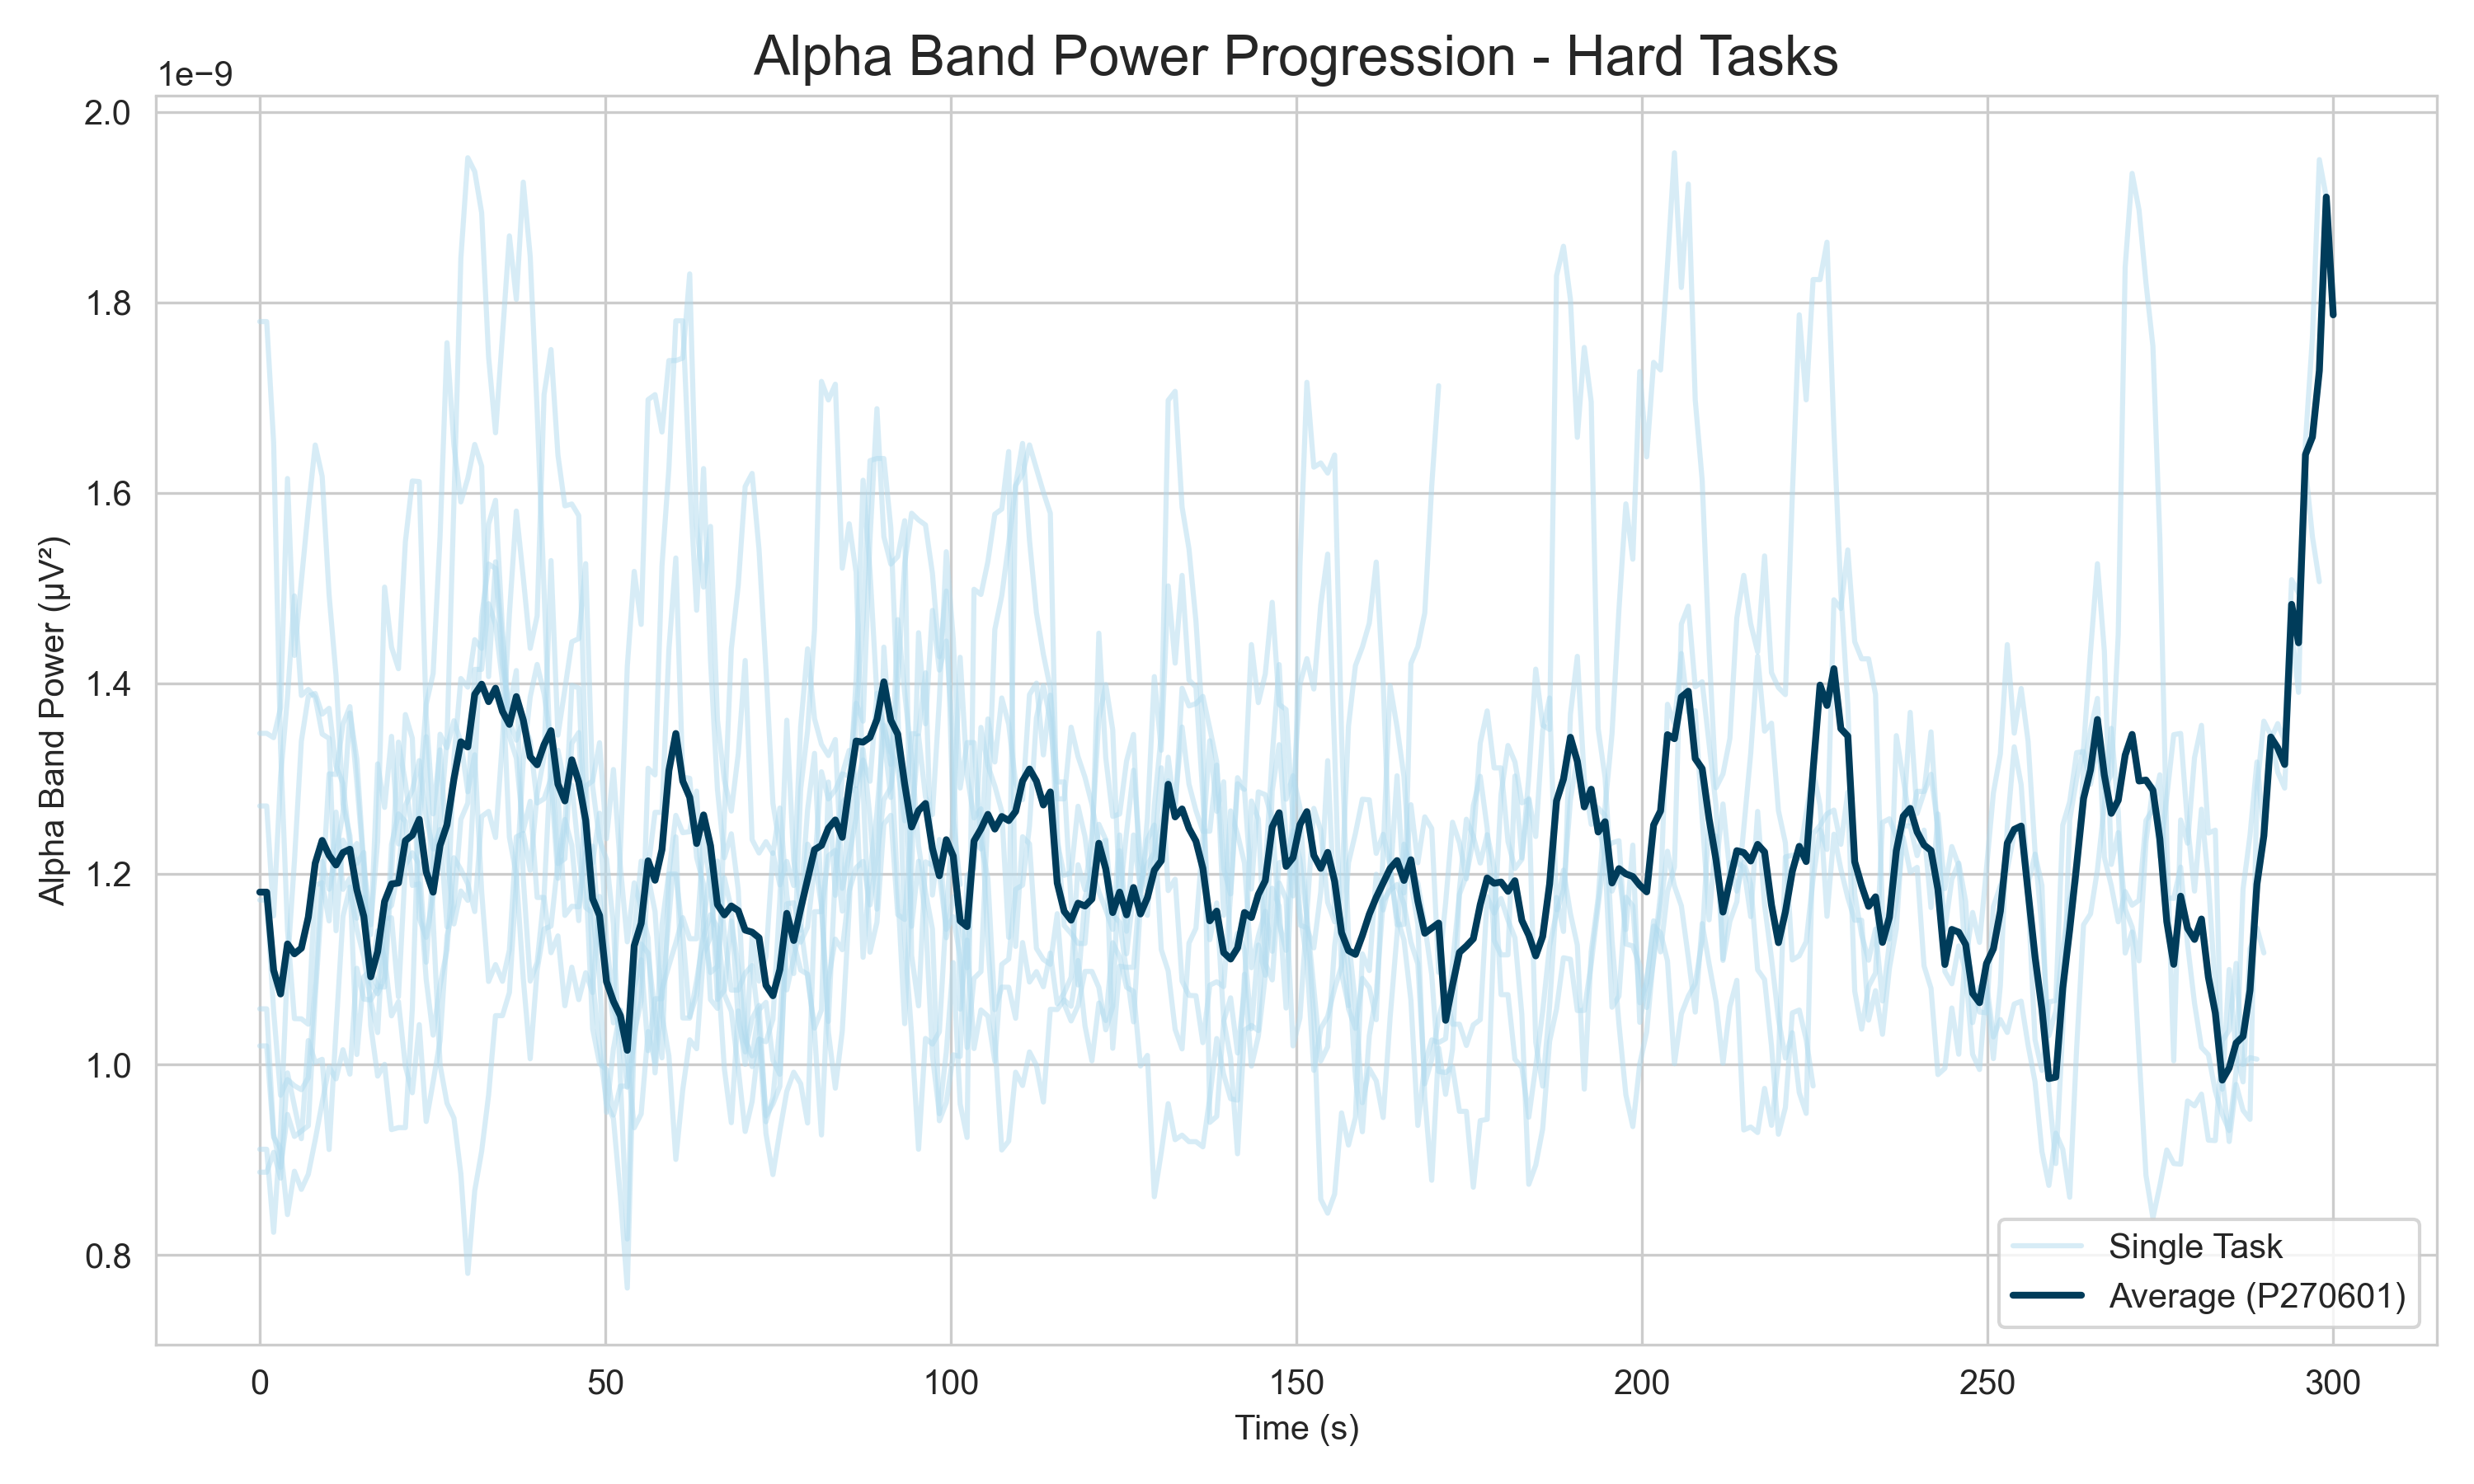 Alpha Band Power Progression - Hard Tasks
1e−9
2.0
1.8
1.6
1.4
1.2
1.0
0.8
Alpha Band Power (µV²)
0 50 100 150 200 250 300
Time (s)
Single Task
Average (P270601)